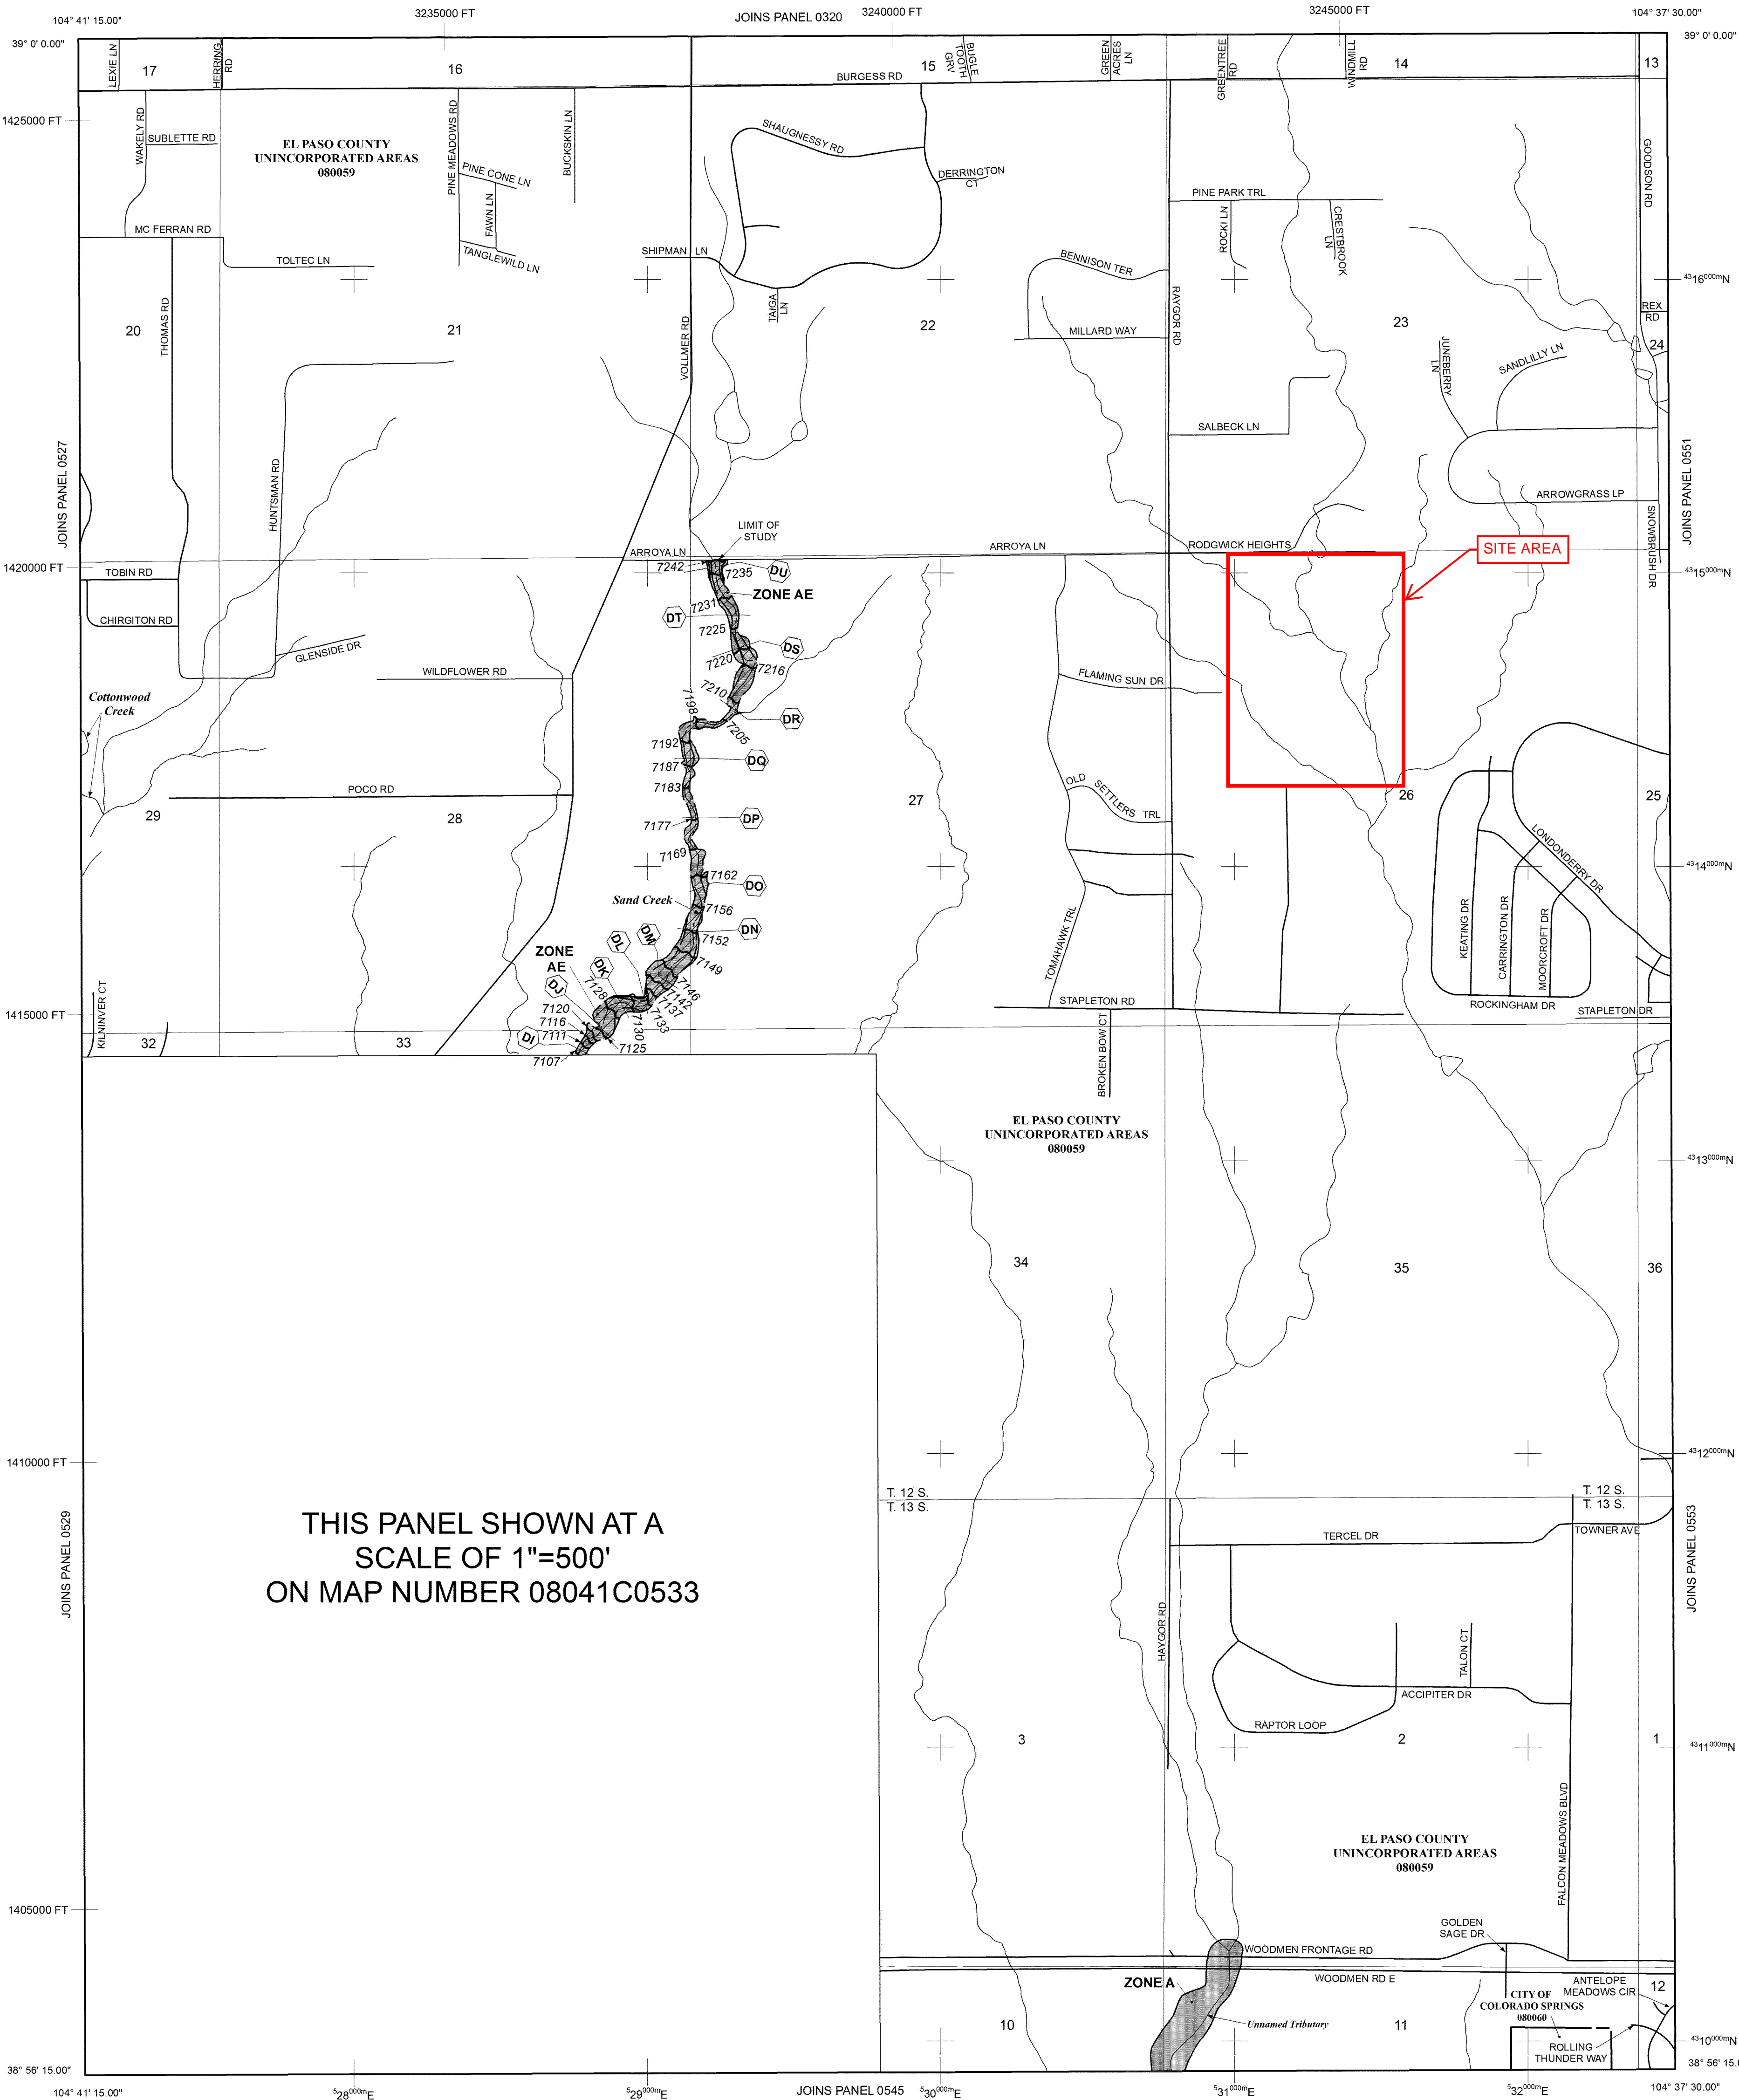 104° 41' 15.00"
3235000 FT
JOINS PANEL 0320
3240000 FT
3245000 FT
104° 37' 30.00"
39° 0' 0.00"
39° 0' 0.00"
LEXIE LN
17
HERRING
RD
16
15
BUGLE
TOOTH
GRV
GREEN
ACRES
LN
GREENTREE
RD
WINDMILL
RD
14
13
BURGESS RD
1425000 FT
WAKELY RD
SUBLETTE RD
EL PASO COUNTY
UNINCORPORATED AREAS
080059
PINE MEADOWS RD
PINE CONE LN
FAWN LN
TANGLEWILD LN
BUCKSKIN LN
SHAUGNESSY RD
DERRINGTON
CT
PINE PARK TRL
ROCKI LN
CRESTBROOK
LN
GOODSON RD
MC FERRAN RD
TOLTEC LN
SHIPMAN LN
TAIGA
LN
BENNISON TER
RAYGOR RD
MILLARD WAY
4316000mN
REX
RD
20
THOMAS RD
21
VOLLMER RD
22
23
24
JUNEBERRY
LN
SANDLILLY LN
SALBECK LN
JOINS PANEL 0527
HUNTSMAN RD
JOINS PANEL 0551
ARROWGRASS LP
SNOWBRUSH DR
LIMIT OF
STUDY
ARROYA LN
ARROYA LN
RODGWICK HEIGHTS
SITE AREA
1420000 FT
TOBIN RD
7242
7235
DU
ZONE AE
4315000mN
CHIRGITON RD
7231
DT
7225
DS
7220
7216
GLENSIDE DR
WILDFLOWER RD
FLAMING SUN DR
Cottonwood
Creek
7210
7198
DR
7205
7192
DQ
7187
7183
POCO RD
OLD SETTLERS TRL
29
28
27
26
25
7177
DP
LONDONDERRY DR
7169
4314000mN
7162
DO
Sand Creek
7156
DN
7152
DM
DL
7149
ZONE
AE
DK
DJ
7128
7146
7142
7137
7133
7130
7120
7116
7111
DI
7125
7107
TOMAHAWK TRL
KEATING DR
CARRINGTON DR
MOORCROFT DR
ROCKINGHAM DR
STAPLETON RD
STAPLETON DR
1415000 FT
KILNINVER CT
32
33
BROKEN BOW CT
EL PASO COUNTY
UNINCORPORATED AREAS
080059
4313000mN
34
35
36
4312000mN
1410000 FT
T. 12 S.
T. 13 S.
T. 12 S.
T. 13 S.
THIS PANEL SHOWN AT A
SCALE OF 1"=500'
ON MAP NUMBER 08041C0533
JOINS PANEL 0529
JOINS PANEL 0553
TERCEL DR
TOWNER AVE
HAYGOR RD
TALON CT
ACCIPITER DR
RAPTOR LOOP
3
2
1
4311000mN
FALCON MEADOWS BLVD
EL PASO COUNTY
UNINCORPORATED AREAS
080059
1405000 FT
GOLDEN
SAGE DR
WOODMEN FRONTAGE RD
WOODMEN RD E
ZONE A
ANTELOPE
MEADOWS CIR
12
CITY OF
COLORADO SPRINGS
080060
10
Unnamed Tributary
11
ROLLING
THUNDER WAY
4310000mN
38° 56' 15.00"
38° 56' 15.0
104° 41' 15.00"
528000mE
529000mE
JOINS PANEL 0545
530000mE
531000mE
532000mE
104° 37' 30.00"